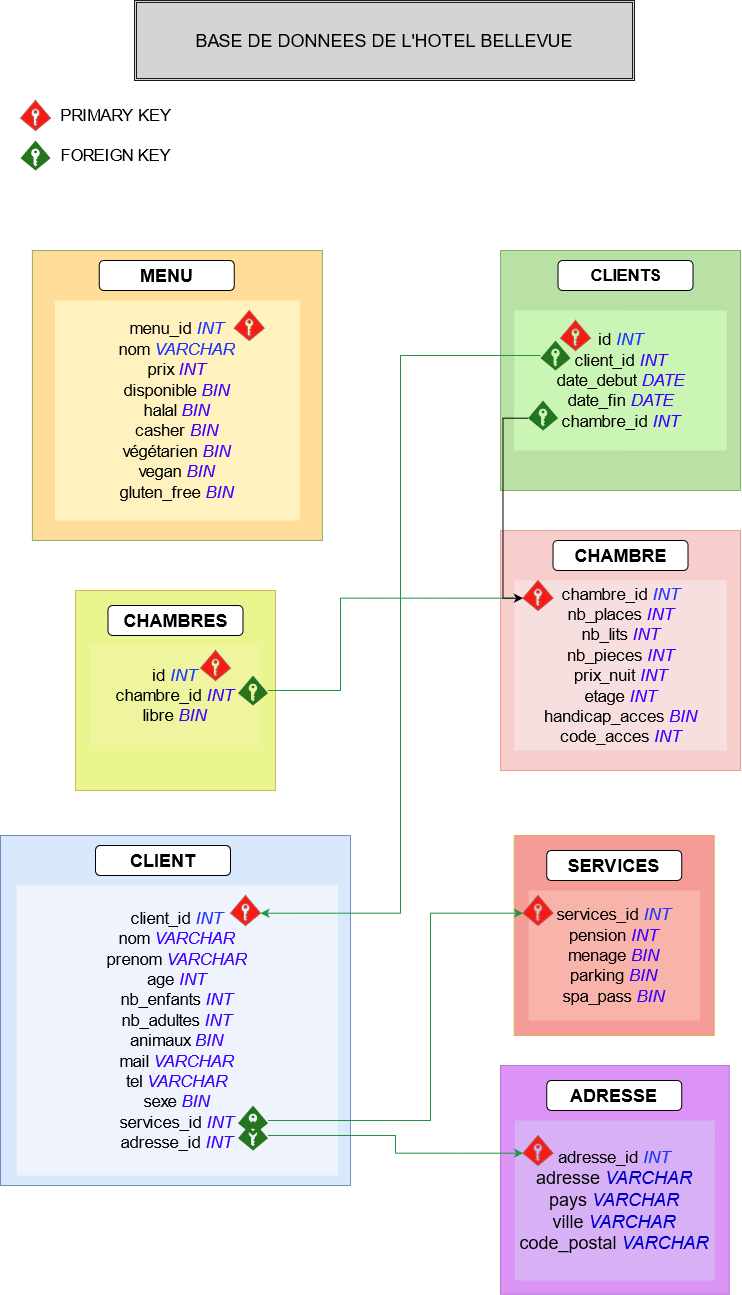 BASE DE DONNEES DE L'HOTEL BELLEVUE
PRIMARY KEY
FOREIGN KEY
MENU
menu_id INT
nom VARCHAR
prix INT
disponible BIN
halal BIN
casher BIN
végétarien BIN
vegan BIN
gluten_free BIN
CLIENTS
id INT
client_id INT
date_debut DATE
date_fin DATE
chambre_id INT
CHAMBRE
chambre_id INT
nb_places INT
nb_lits INT
nb_pieces INT
prix_nuit INT
etage INT
handicap_acces BIN
code_acces INT
CHAMBRES
id INT
chambre_id INT
libre BIN
CLIENT
client_id INT
nom VARCHAR
prenom VARCHAR
age INT
nb_enfants INT
nb_adultes INT
animaux BIN
mail VARCHAR
tel VARCHAR
sexe BIN
services_id INT
adresse_id INT
SERVICES
services_id INT
pension INT
menage BIN
parking BIN
spa_pass BIN
ADRESSE
adresse_id INT
adresse VARCHAR
pays VARCHAR
ville VARCHAR
code_postal VARCHAR